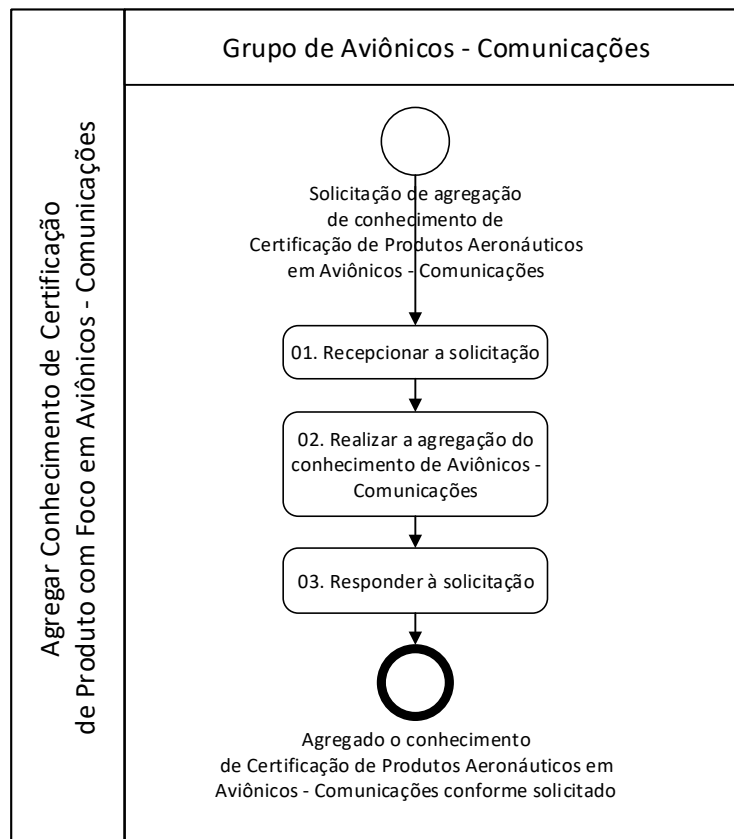 Agregar Conhecimento de Certificação
de Produto com Foco em Aviônicos - Comunicações
Grupo de Aviônicos - Comunicações
Solicitação de agregação
de conhecimento de
Certificação de Produtos Aeronáuticos
em Aviônicos - Comunicações
01. Recepcionar a solicitação
02. Realizar a agregação do
conhecimento de Aviônicos -
Comunicações
03. Responder à solicitação
Agregado o conhecimento
de Certificação de Produtos Aeronáuticos em
Aviônicos - Comunicações conforme solicitado